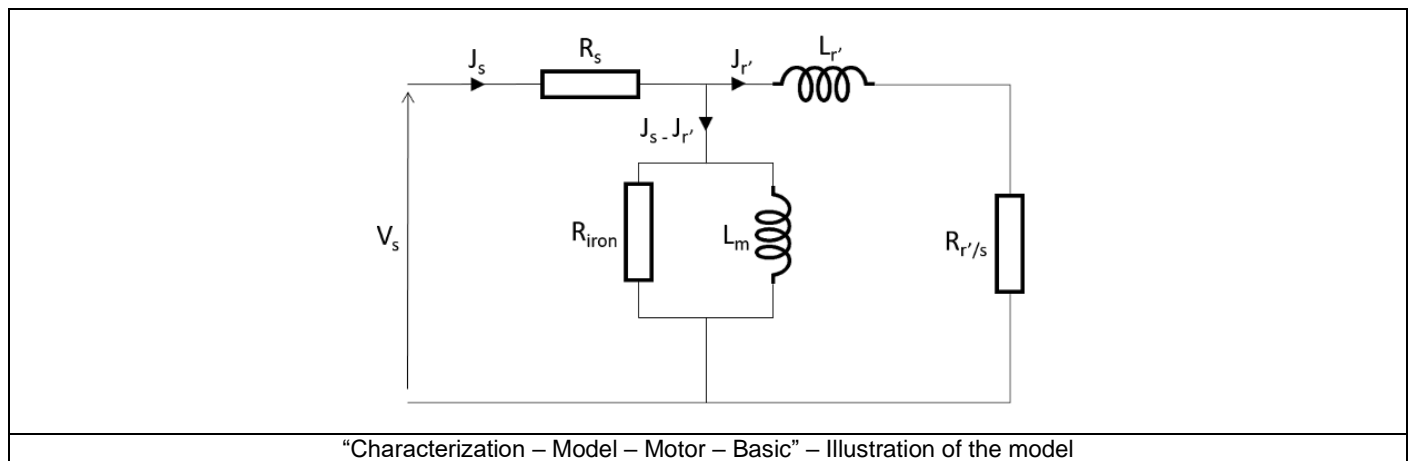 J_s R_s J_r' L_r'
J_s - J_r'
V_s R_iron L_m R_r'/s
“Characterization – Model – Motor – Basic” – Illustration of the model